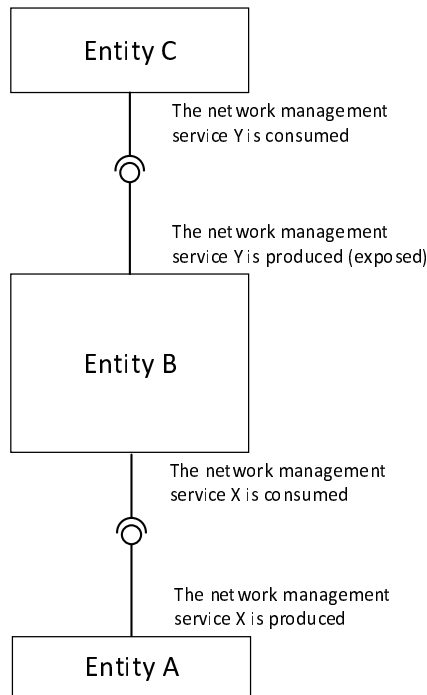 Entity C
The network management
service Y is consumed
The network management
service Y is produced (exposed)
Entity B
The network management
service X is consumed
The network management
service X is produced
Entity A